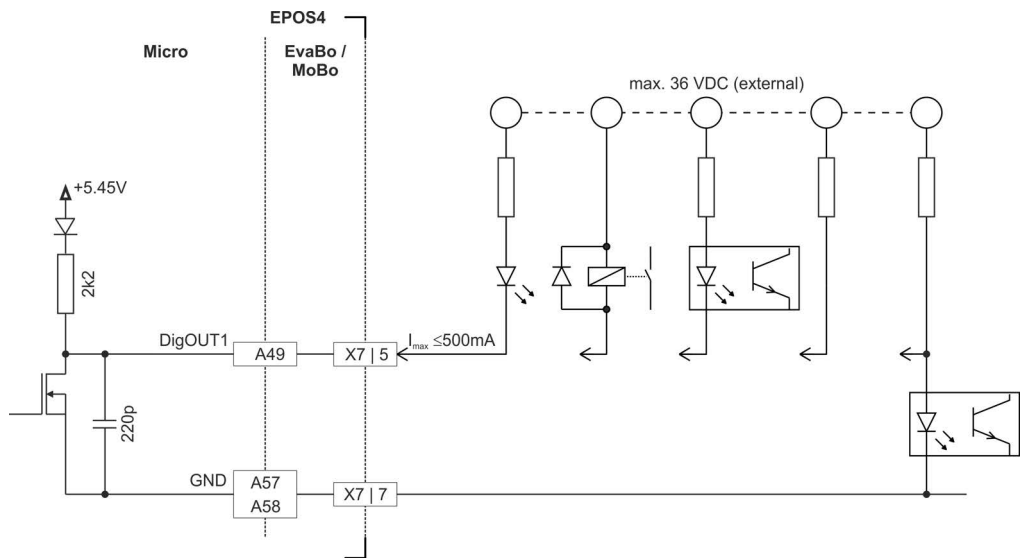 EPOS4
Micro
EvaBo /
MoBo
max. 36 VDC (external)
+5.45V
2k2
DigOUT1
A49
X7 | 5
Imax ≤500mA
220p
GND
A57
A58
X7 | 7